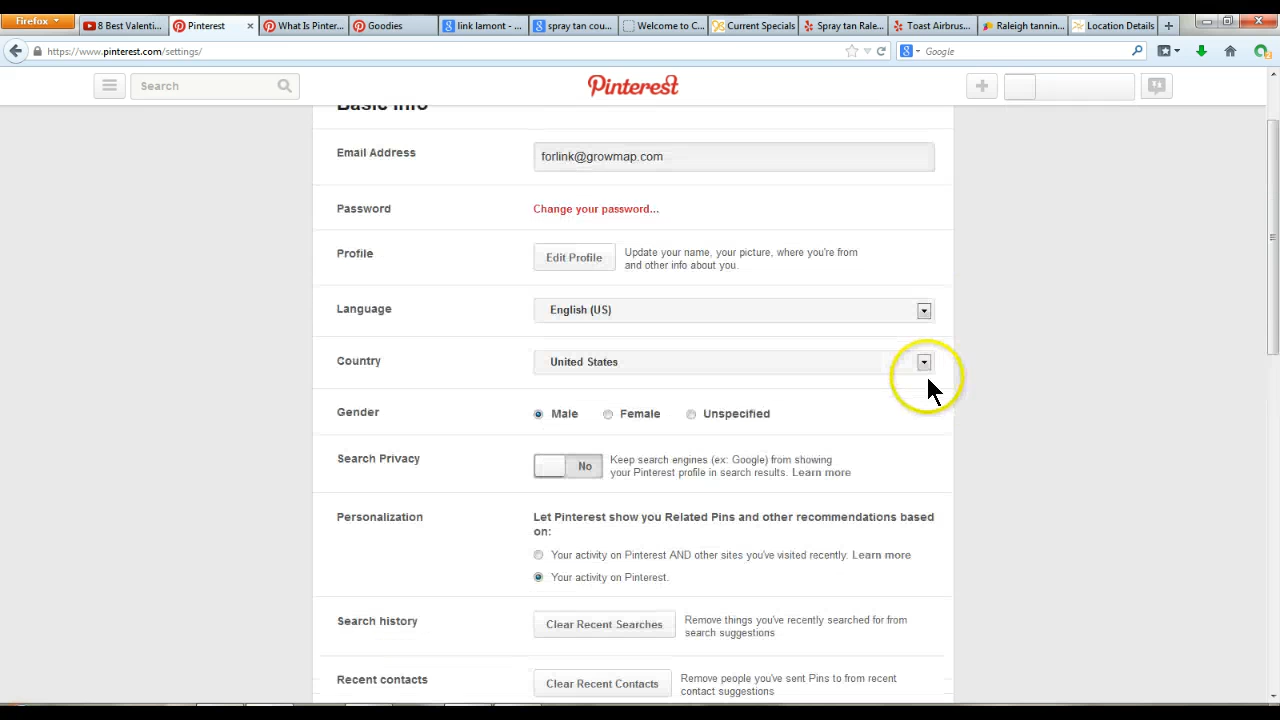 Firefox
8 Best Valenti...
Pinterest
What Is Pinter...
Goodies
link lamont - ...
spray tan cou...
Welcome to C...
Current Specials
Spray tan Rale...
Toast Airbrus...
Raleigh tannin...
Location Details
https://www.pinterest.com/settings/
Google
Search
Pinterest
Basic Info
Email Address
forlink@growmap.com
Password
Change your password...
Profile
Edit Profile
Update your name, your picture, where you're from
and other info about you.
Language
English (US)
Country
United States
Gender
Male
Female
Unspecified
Search Privacy
No
Keep search engines (ex: Google) from showing
your Pinterest profile in search results. Learn more
Personalization
Let Pinterest show you Related Pins and other recommendations based
on:
Your activity on Pinterest AND other sites you've visited recently. Learn more
Your activity on Pinterest.
Search history
Clear Recent Searches
Remove things you've recently searched for from
search suggestions
Recent contacts
Clear Recent Contacts
Remove people you've sent Pins to from recent
contact suggestions